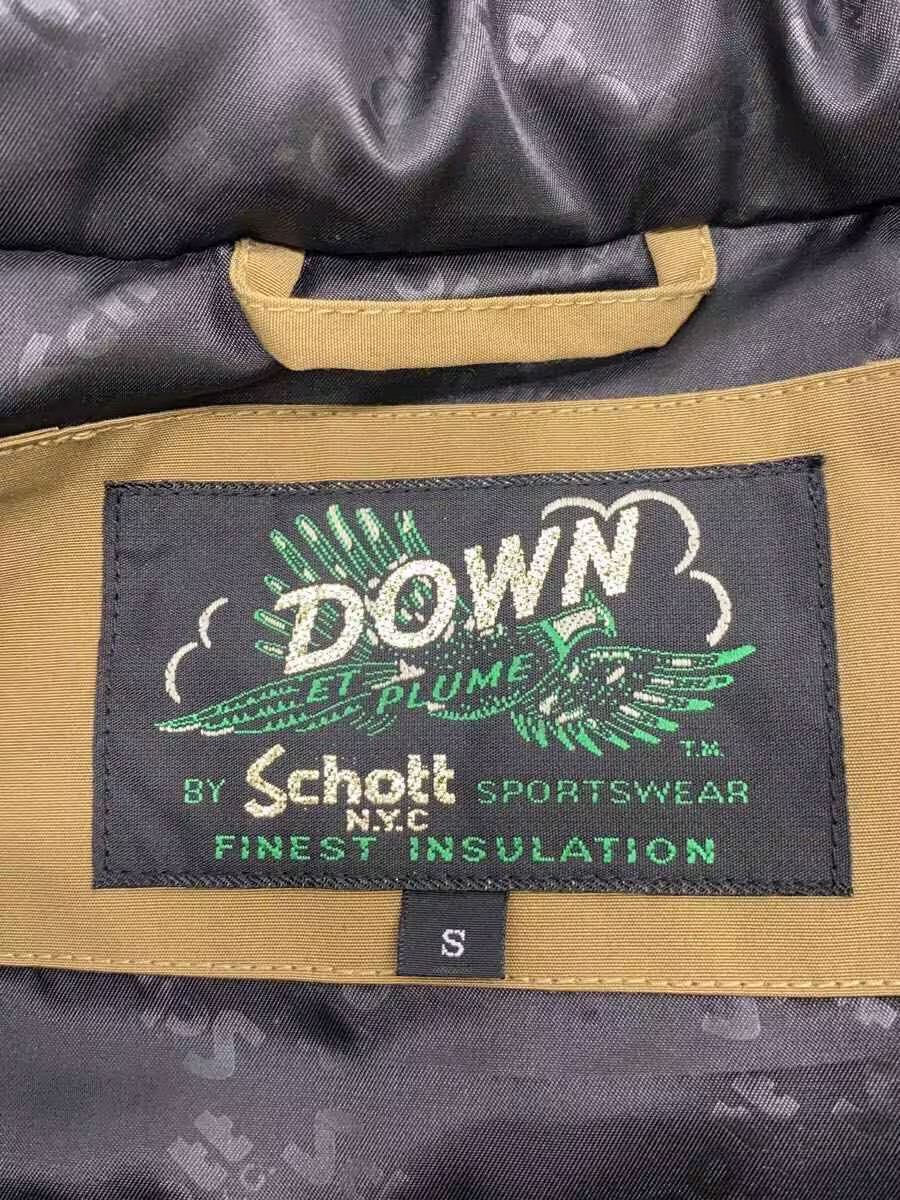 DOWN
ET PLUME
T.M.
BY Schott SPORTSWEAR
N.Y.C
FINEST INSULATION
S